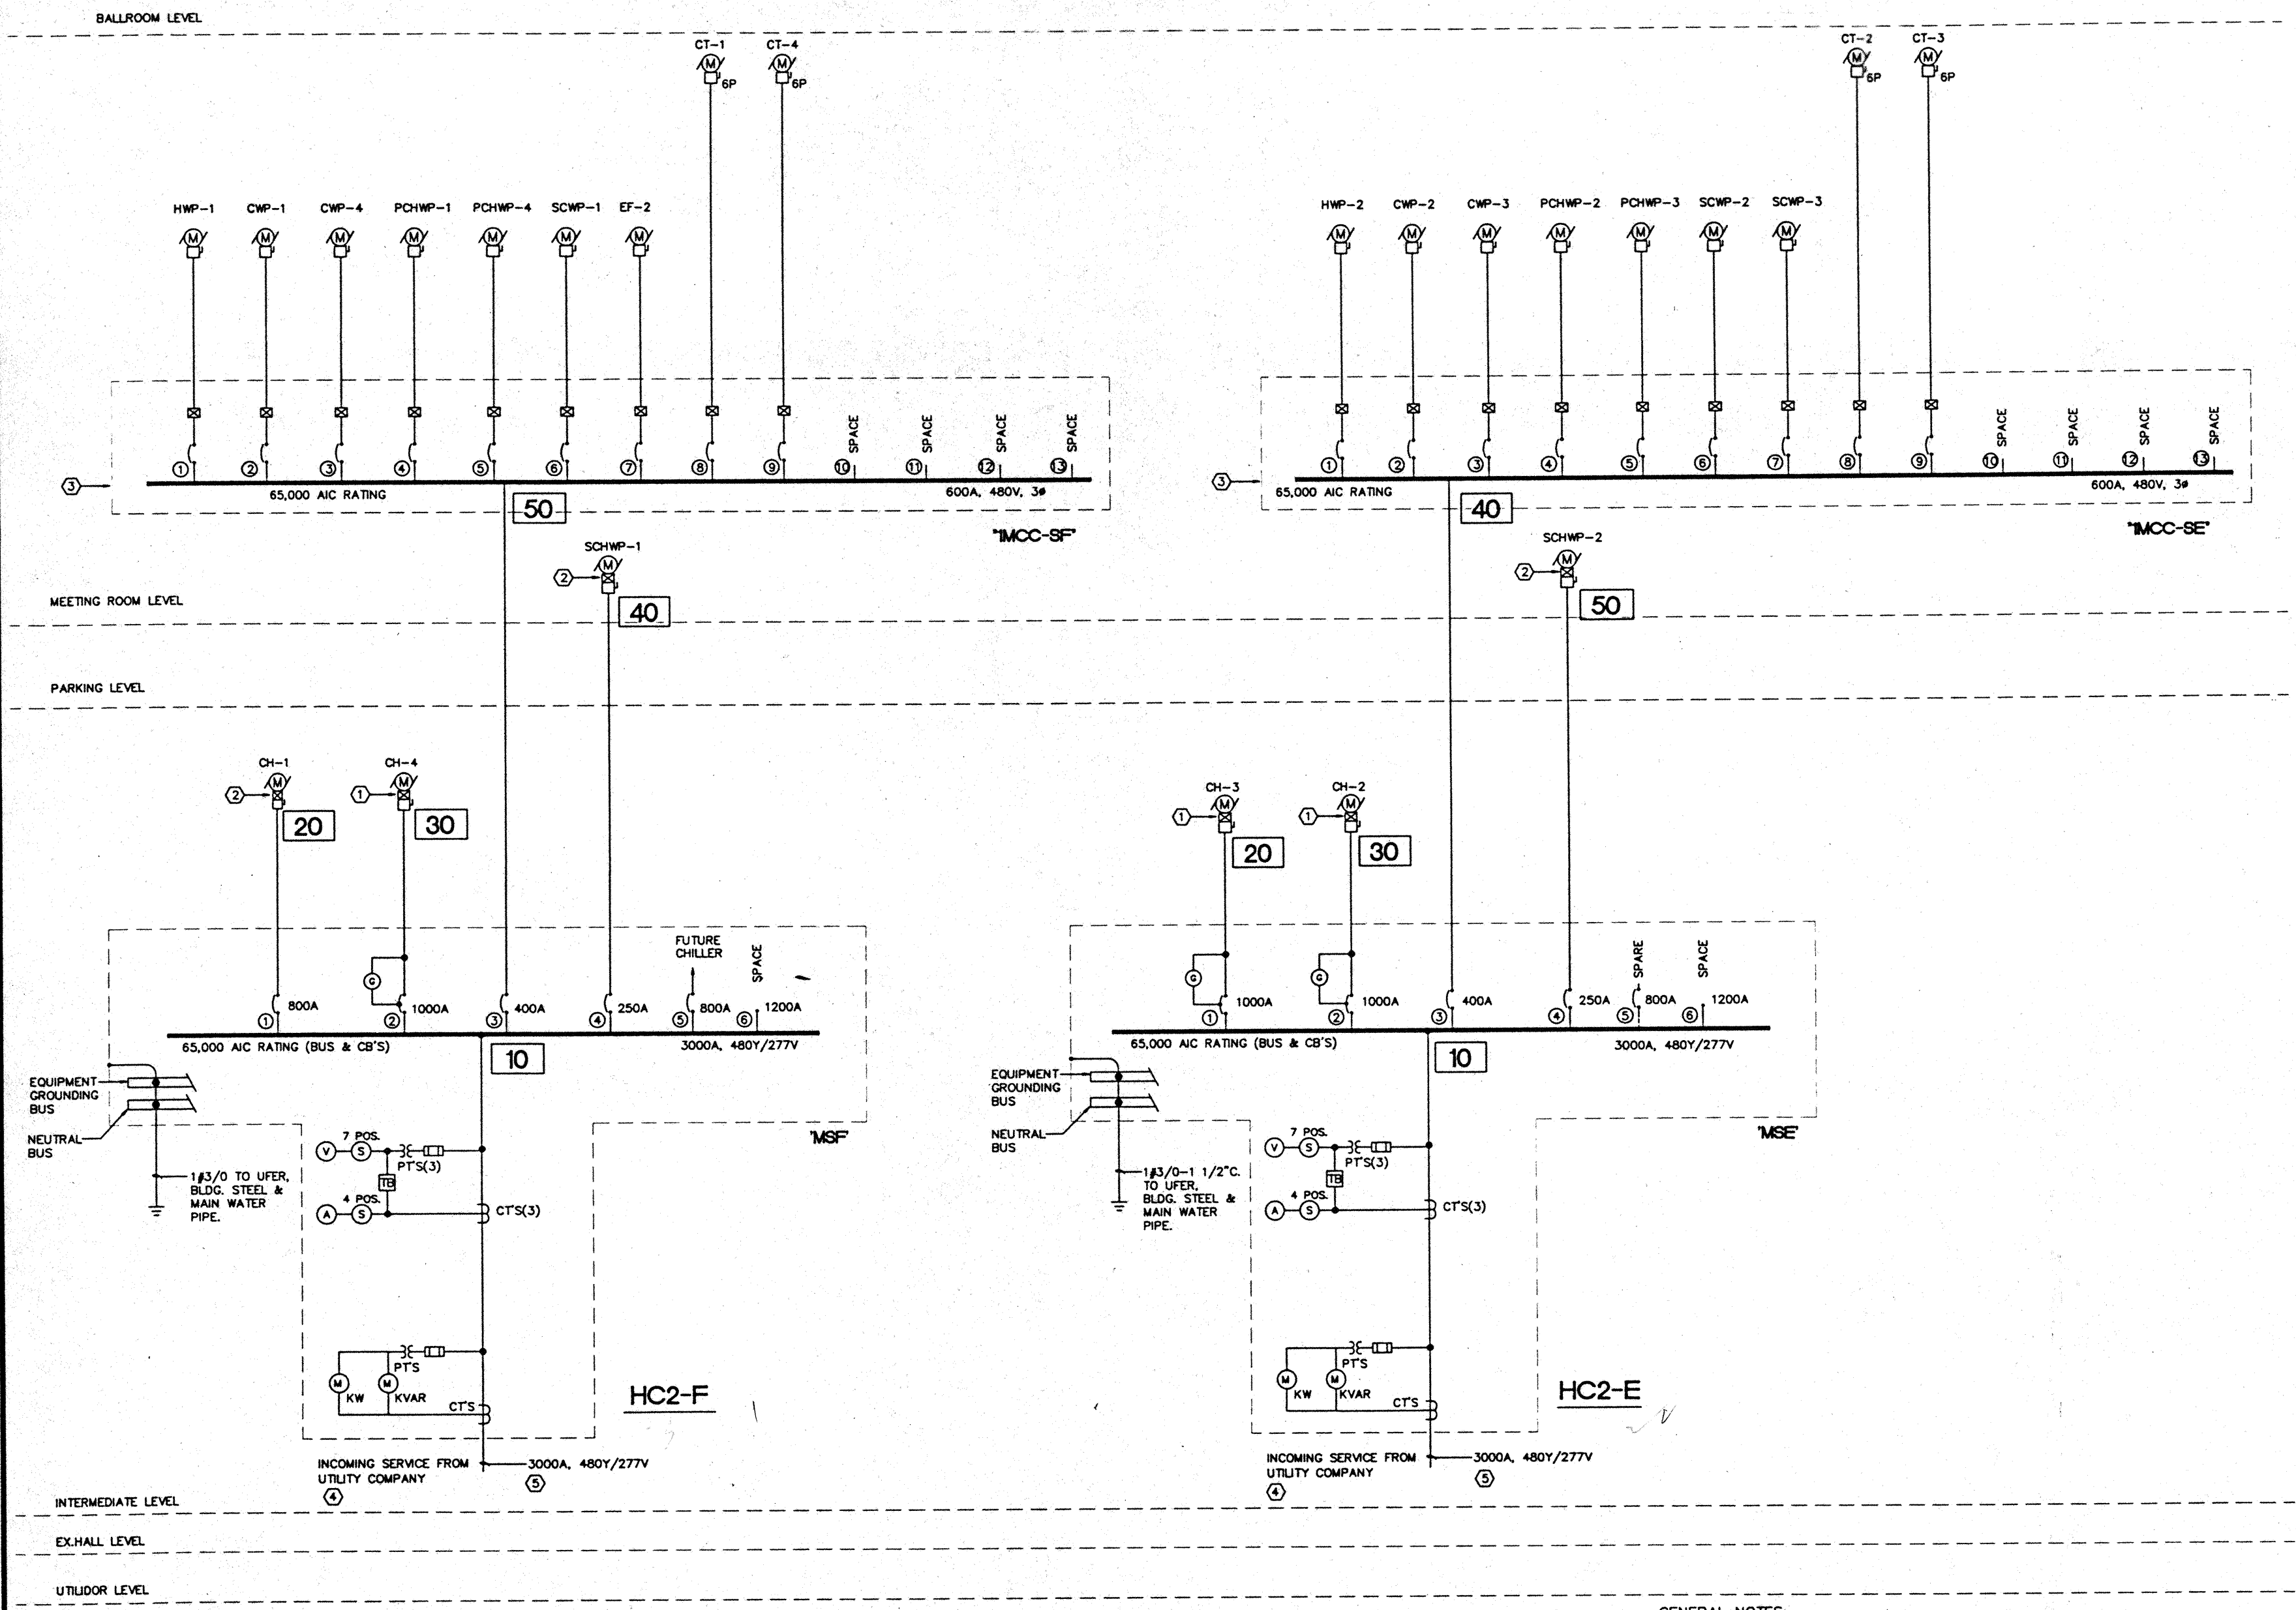 BALLROOM LEVEL
CT-1
CT-4
CT-2
CT-3
M
M
M
M
6P
6P
6P
6P
HWP-1
CWP-1
CWP-4
PCHWP-1
PCHWP-4
SCWP-1
EF-2
HWP-2
CWP-2
CWP-3
PCHWP-2
PCHWP-3
SCWP-2
SCWP-3
M
M
M
M
M
M
M
M
M
M
M
M
M
M
SPACE
SPACE
SPACE
SPACE
SPACE
SPACE
SPACE
SPACE
1
2
3
4
5
6
7
8
9
10
11
12
13
1
2
3
4
5
6
7
8
9
10
11
12
13
3
65,000 AIC RATING
600A, 480V, 3ø
3
65,000 AIC RATING
600A, 480V, 3ø
50
40
"1MCC-SF"
"1MCC-SE"
SCHWP-1
M
2
40
SCHWP-2
M
2
50
MEETING ROOM LEVEL
PARKING LEVEL
CH-1
M
2
20
CH-4
M
1
30
CH-3
M
1
20
CH-2
M
1
30
FUTURE
CHILLER
SPACE
SPARE
SPACE
G
G
G
800A
1000A
400A
250A
800A
1200A
1
2
3
4
5
6
1000A
1000A
400A
250A
800A
1200A
1
2
3
4
5
6
65,000 AIC RATING (BUS & CB'S)
3000A, 480Y/277V
10
65,000 AIC RATING (BUS & CB'S)
3000A, 480Y/277V
10
EQUIPMENT
GROUNDING
BUS
NEUTRAL
BUS
1#3/0 TO UFER,
BLDG. STEEL &
MAIN WATER
PIPE.
7 POS.
V
S
PT'S(3)
TB
4 POS.
A
S
CT'S(3)
"MSF"
EQUIPMENT
GROUNDING
BUS
NEUTRAL
BUS
1#3/0-1 1/2"C.
TO UFER,
BLDG. STEEL &
MAIN WATER
PIPE.
7 POS.
V
S
PT'S(3)
TB
4 POS.
A
S
CT'S(3)
"MSE"
PT'S
M
KW
M
KVAR
CT'S
HC2-F
PT'S
M
KW
M
KVAR
CT'S
HC2-E
INCOMING SERVICE FROM
UTILITY COMPANY
4
3000A, 480Y/277V
5
INCOMING SERVICE FROM
UTILITY COMPANY
4
3000A, 480Y/277V
5
INTERMEDIATE LEVEL
EX.HALL LEVEL
UTILIDOR LEVEL
GENERAL NOTES